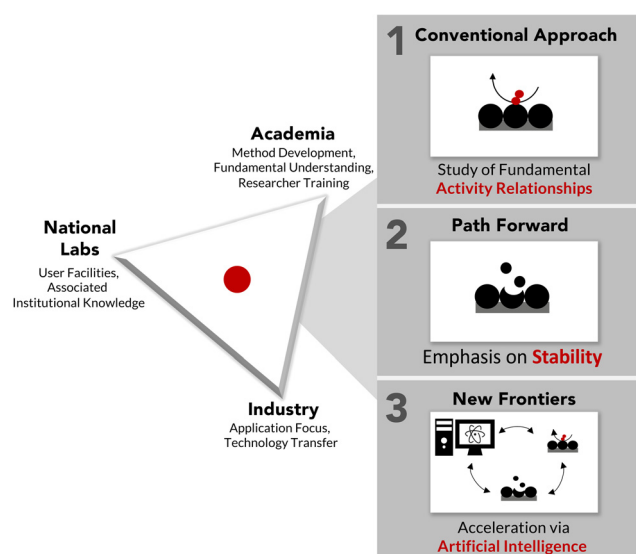 Academia
Method Development,
Fundamental Understanding,
Researcher Training
National
Labs
User Facilities,
Associated
Institutional Knowledge
Industry
Application Focus,
Technology Transfer
1
Conventional Approach
Study of Fundamental
Activity Relationships
2
Path Forward
Emphasis on Stability
3
New Frontiers
Acceleration via
Artificial Intelligence